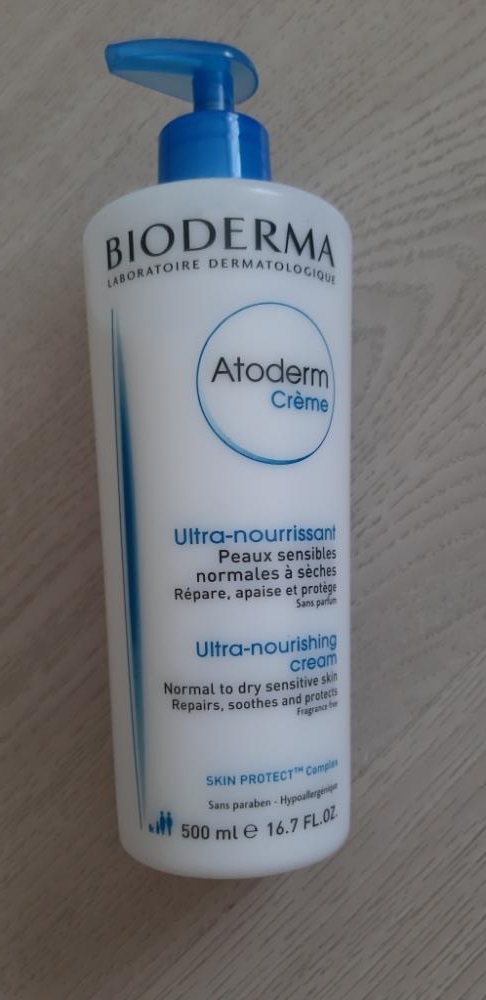 BIODERMA
LABORATOIRE DERMATOLOGIQUE
Atoderm
Crème
Ultra-nourrissant
Peaux sensibles
normales à sèches
Répare, apaise et protège
Sans parfum
Ultra-nourishing
cream
Normal to dry sensitive skin
Repairs, soothes and protects
Fragrance free
SKIN PROTECT™ Complex
Sans paraben - Hypoallergénique
500 ml e 16.7 FL.OZ.